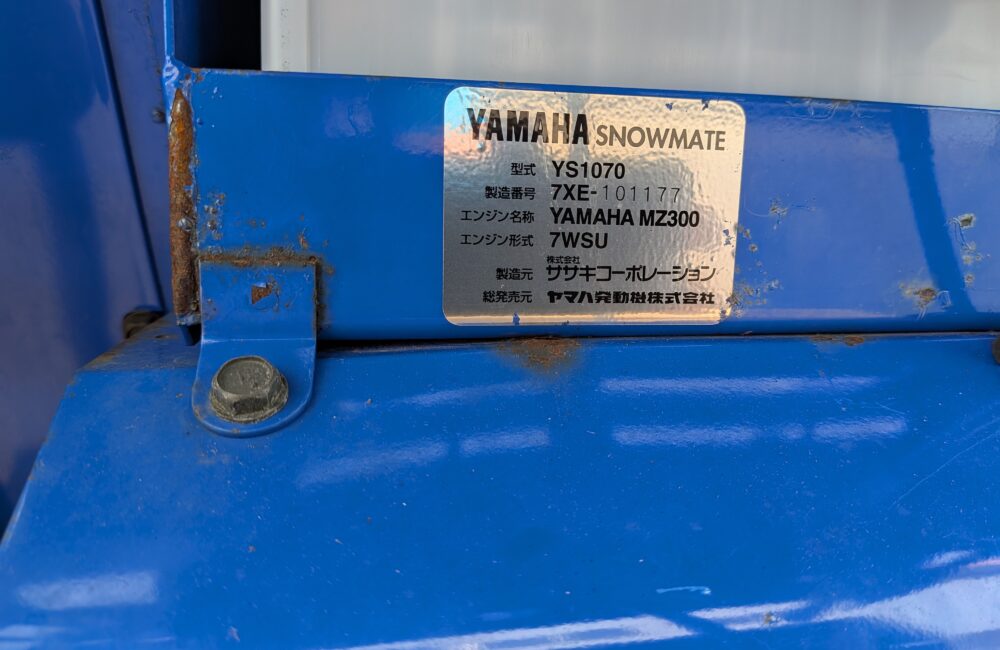 YAMAHA SNOWMATE
型式 YS1070
製造番号 7XE-101177
エンジン名称 YAMAHA MZ300
エンジン形式 7WSU
株式会社
製造元 ササキコーポレーション
総発売元 ヤマハ発動機株式会社